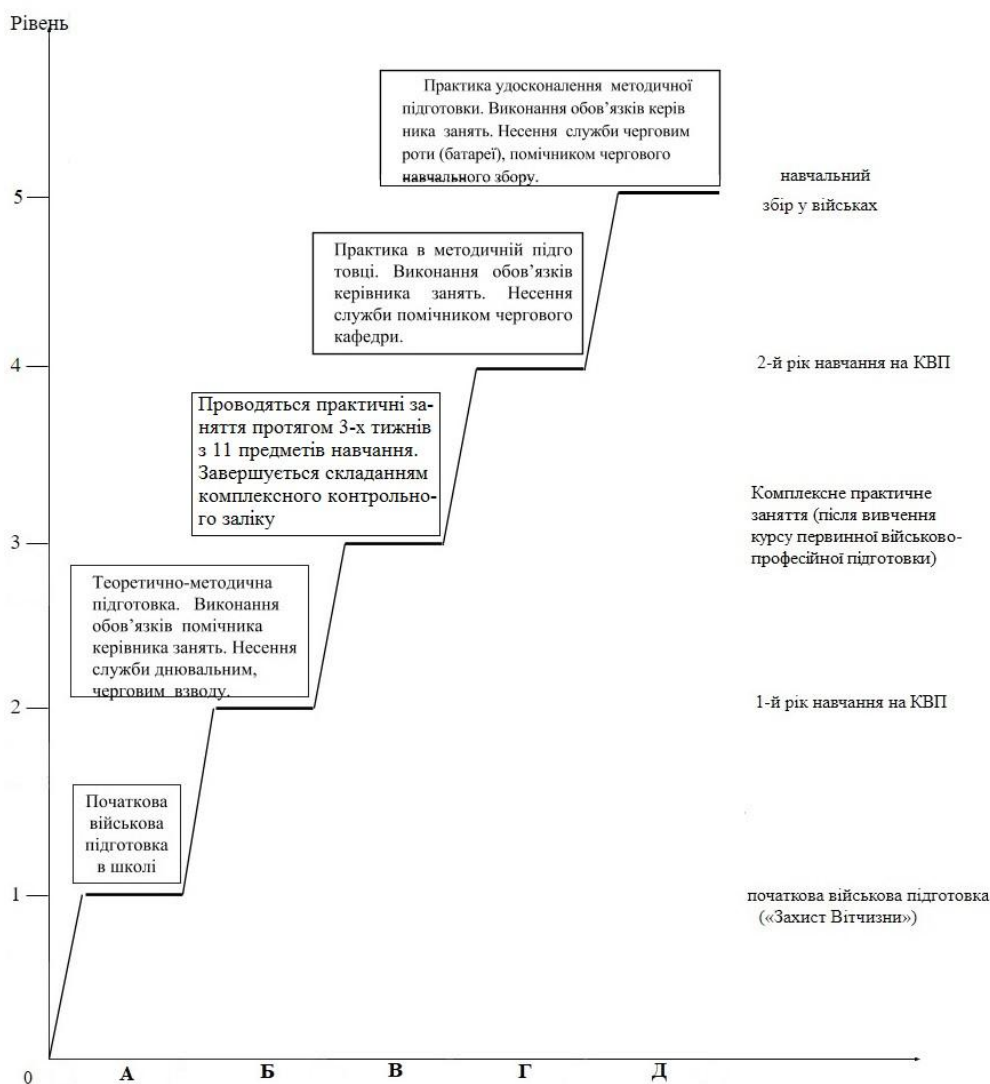 Рівень
Практика удосконалення методичної
підготовки. Виконання обов’язків керів
ника занять. Несення служби черговим
роти (батареї), помічником чергового
навчального збору.
5
навчальний
збір у військах
Практика в методичній підго
товці. Виконання обов’язків
керівника занять. Несення
служби помічником чергового
кафедри.
4
2-й рік навчання на КВП
Проводяться практичні за-
няття протягом 3-х тижнів
з 11 предметів навчання.
Завершується складанням
комплексного контрольно-
го заліку
3
Комплексне практичне
заняття (після вивчення
курсу первинної військово-
професійної підготовки)
Теоретично-методична
підготовка. Виконання
обов’язків помічника
керівника занять. Несення
служби днювальним,
черговим взводу.
2
1-й рік навчання на КВП
Початкова
військова
підготовка
в школі
1
початкова військова підготовка
(«Захист Вітчизни»)
0
А Б В Г Д